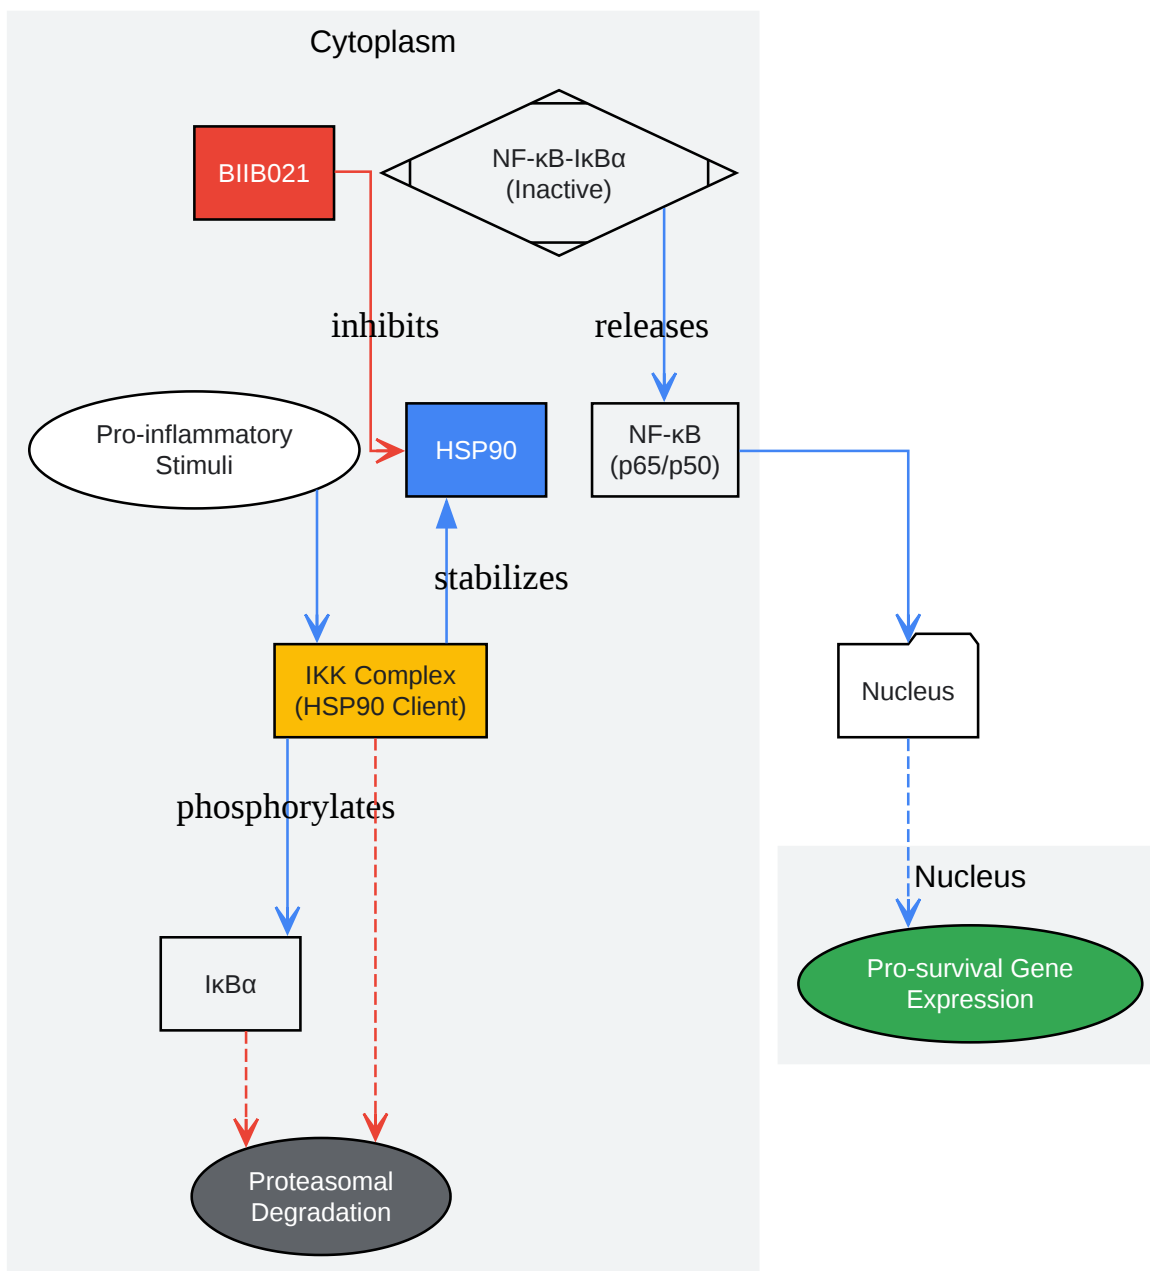 Cytoplasm
BIIB021
NF-κB-IκBα
(Inactive)
inhibits
releases
Pro-inflammatory
Stimuli
HSP90
NF-κB
(p65/p50)
stabilizes
IKK Complex
(HSP90 Client)
Nucleus
phosphorylates
Nucleus
IκBα
Pro-survival Gene
Expression
Proteasomal
Degradation